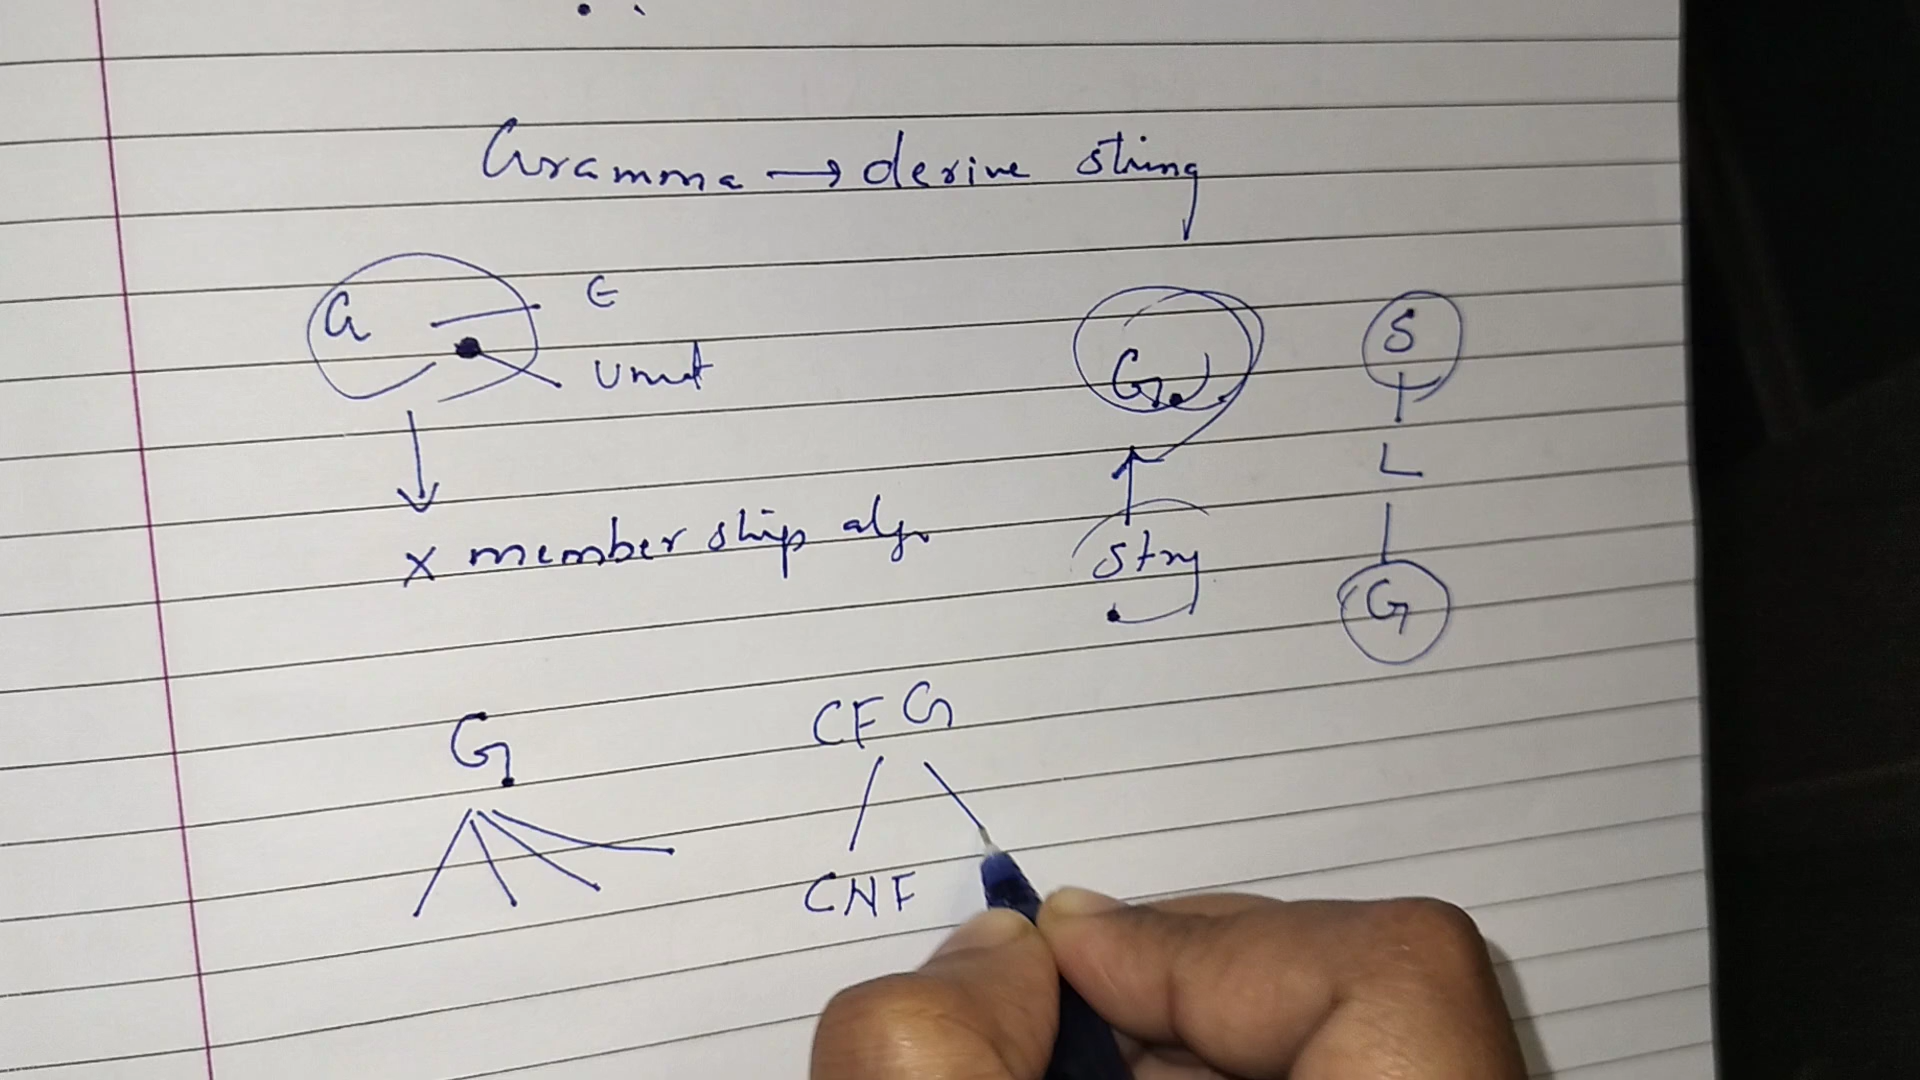 Gramma → derive string
G ε
Unit
G S
L
x membership algo
Strg
G
G CFG
CNF